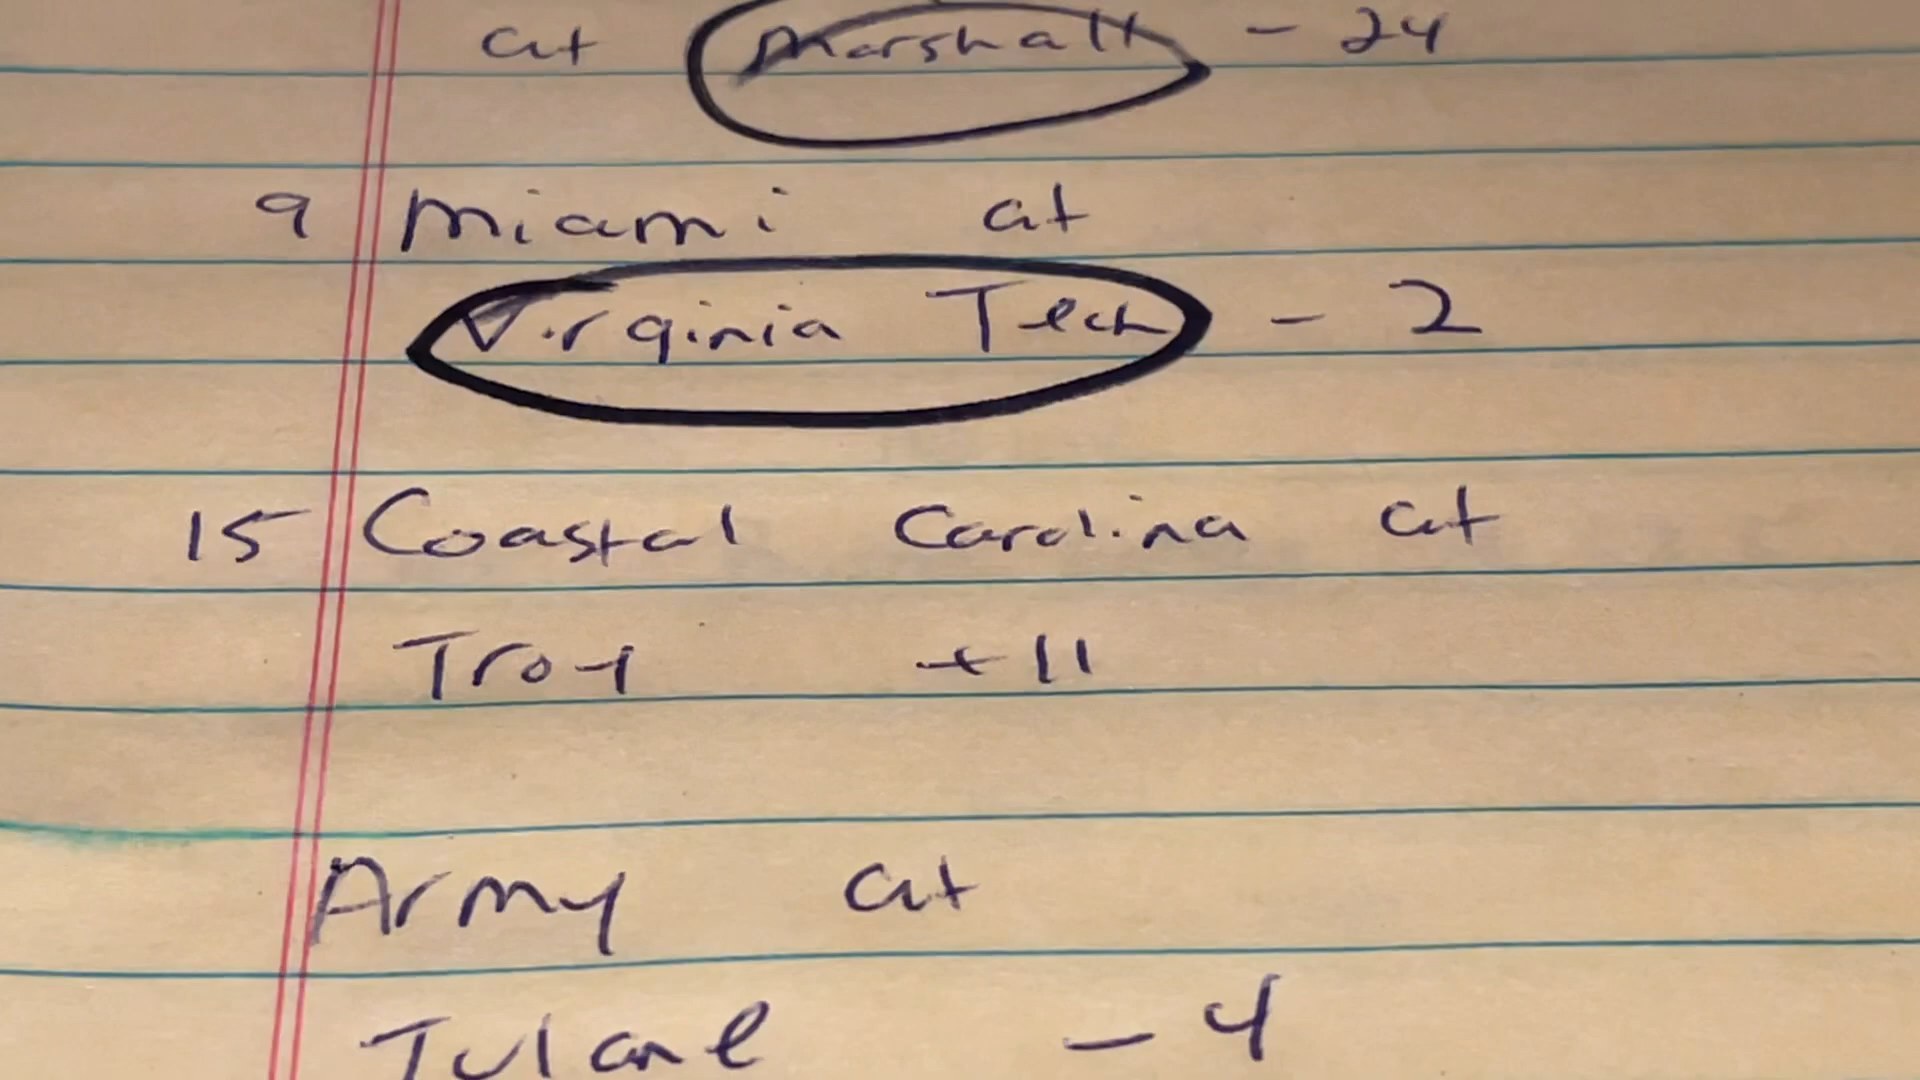 at Marshall - 24
9 Miami at
Virginia Tech - 2
15 Coastal Carolina at
Troy +11
Army at
Tulane - 4